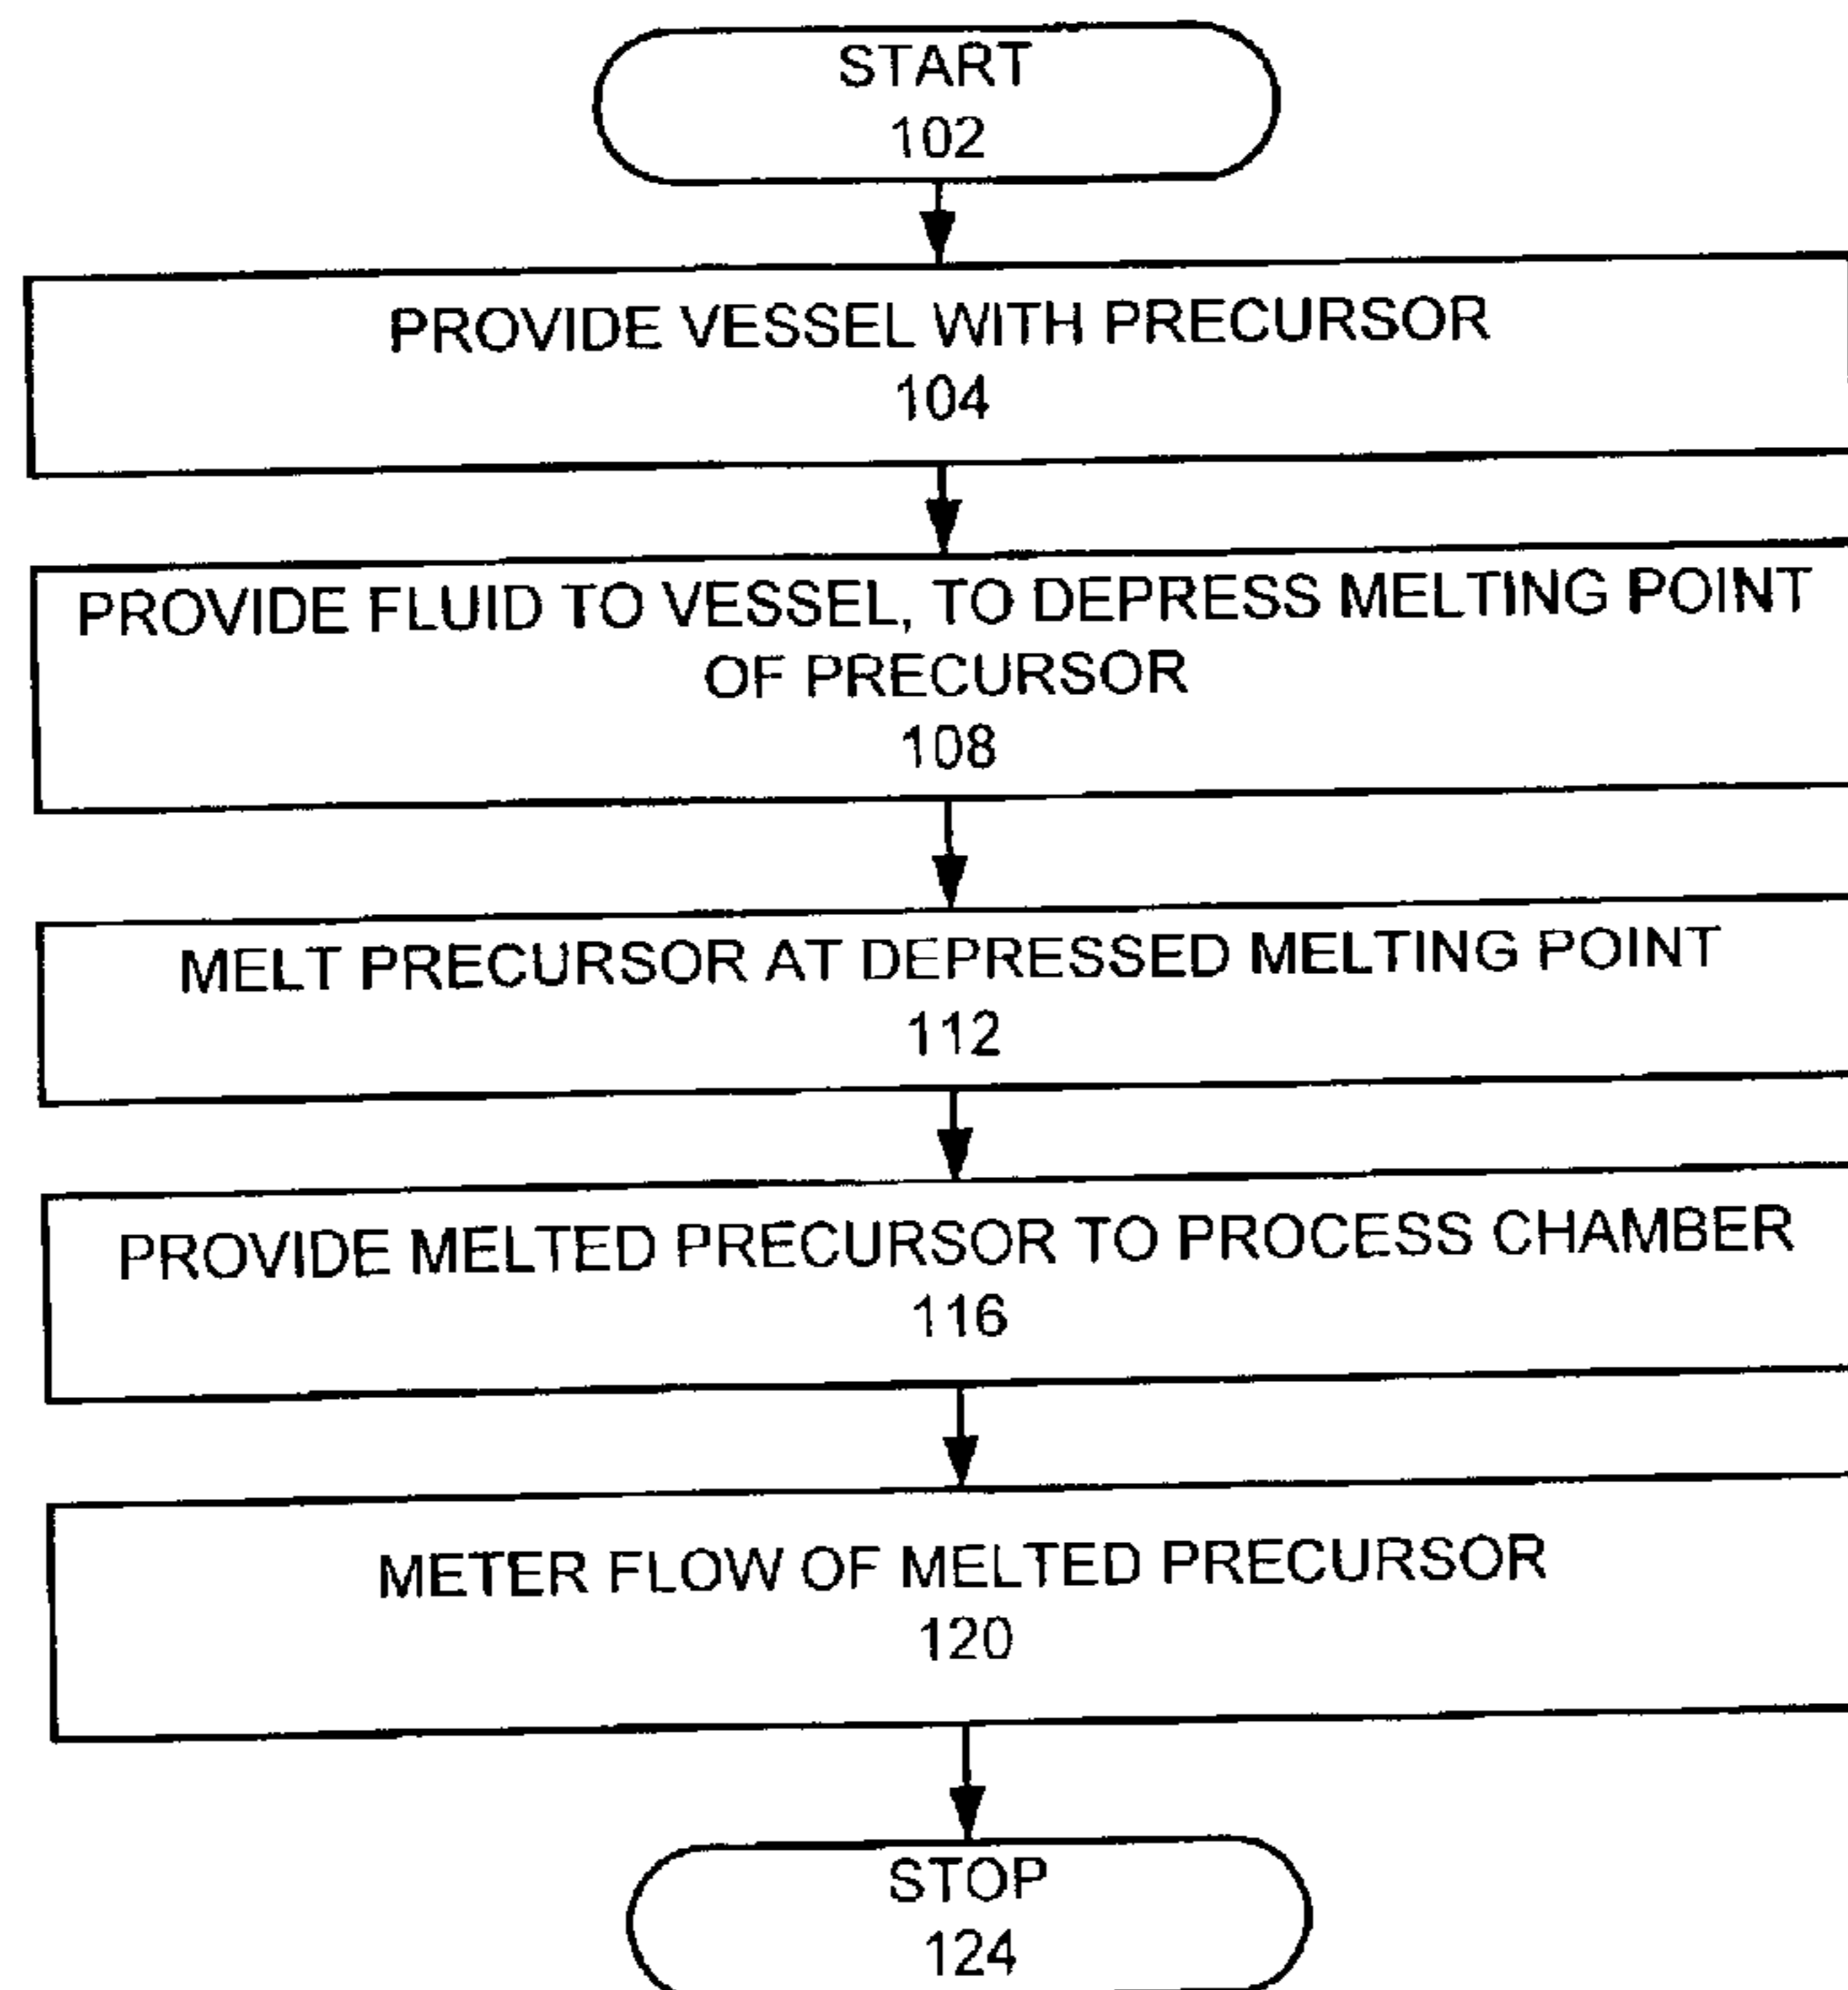 START
102
PROVIDE VESSEL WITH PRECURSOR
104
PROVIDE FLUID TO VESSEL, TO DEPRESS MELTING POINT
OF PRECURSOR
108
MELT PRECURSOR AT DEPRESSED MELTING POINT
112
PROVIDE MELTED PRECURSOR TO PROCESS CHAMBER
116
METER FLOW OF MELTED PRECURSOR
120
STOP
124